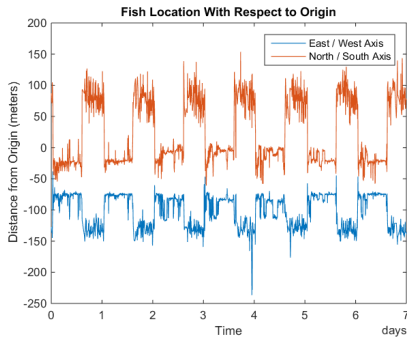 Fish Location With Respect to Origin
East / West Axis
North / South Axis
Distance from Origin (meters)
200
150
100
50
0
-50
-100
-150
-200
-250
0 1 2 3 4 5 6 7
Time
days